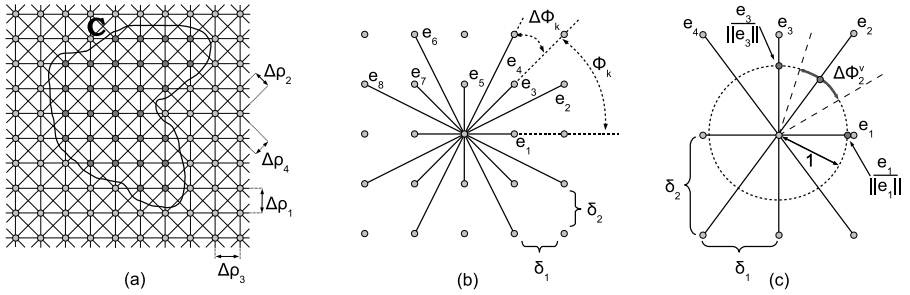 C
Δρ₂
Δρ₄
Δρ₁
Δρ₃
(a)
e₆
ΔΦₖ
Φₖ
e₈
e₇
e₅
e₄
e₃
e₂
e₁
δ₂
δ₁
(b)
e₄
e₃
‖e₃‖
e₃
e₂
ΔΦ₂ᵛ
e₁
1
e₁
‖e₁‖
δ₂
δ₁
(c)